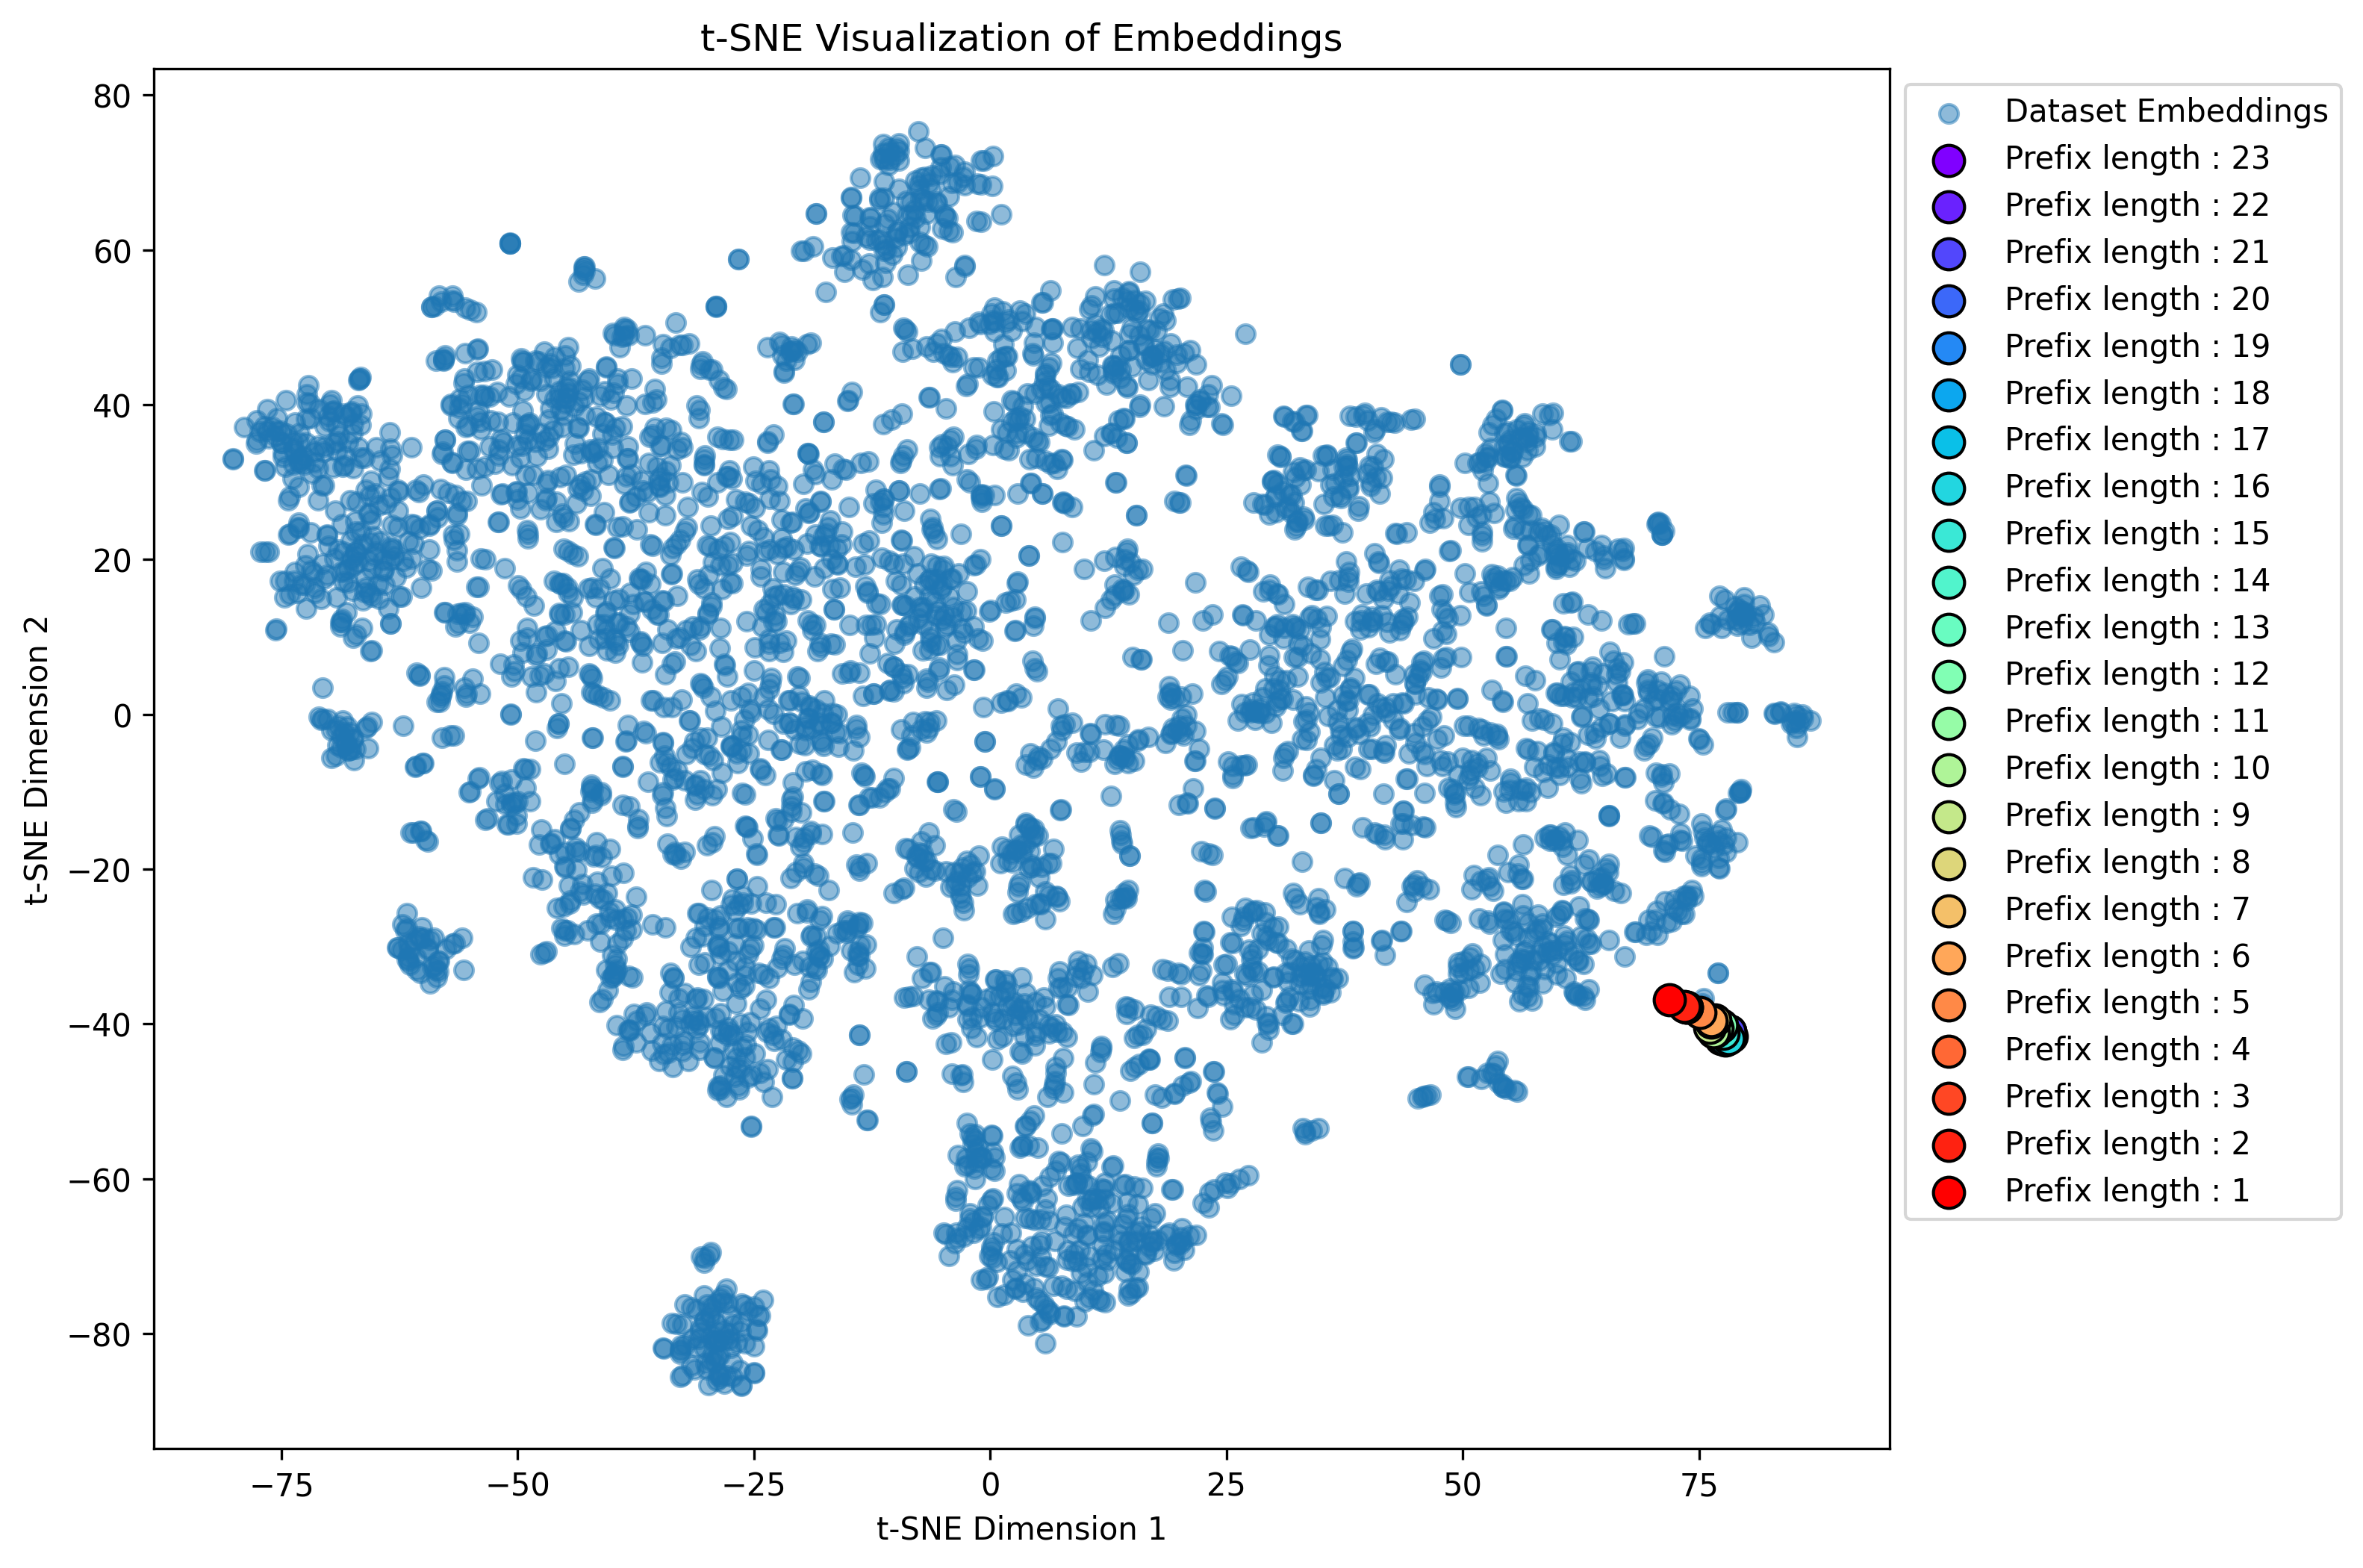 t-SNE Visualization of Embeddings
80
60
40
20
0
−20
−40
−60
−80
t-SNE Dimension 2
−75
−50
−25
0
25
50
75
t-SNE Dimension 1
Dataset Embeddings
Prefix length : 23
Prefix length : 22
Prefix length : 21
Prefix length : 20
Prefix length : 19
Prefix length : 18
Prefix length : 17
Prefix length : 16
Prefix length : 15
Prefix length : 14
Prefix length : 13
Prefix length : 12
Prefix length : 11
Prefix length : 10
Prefix length : 9
Prefix length : 8
Prefix length : 7
Prefix length : 6
Prefix length : 5
Prefix length : 4
Prefix length : 3
Prefix length : 2
Prefix length : 1